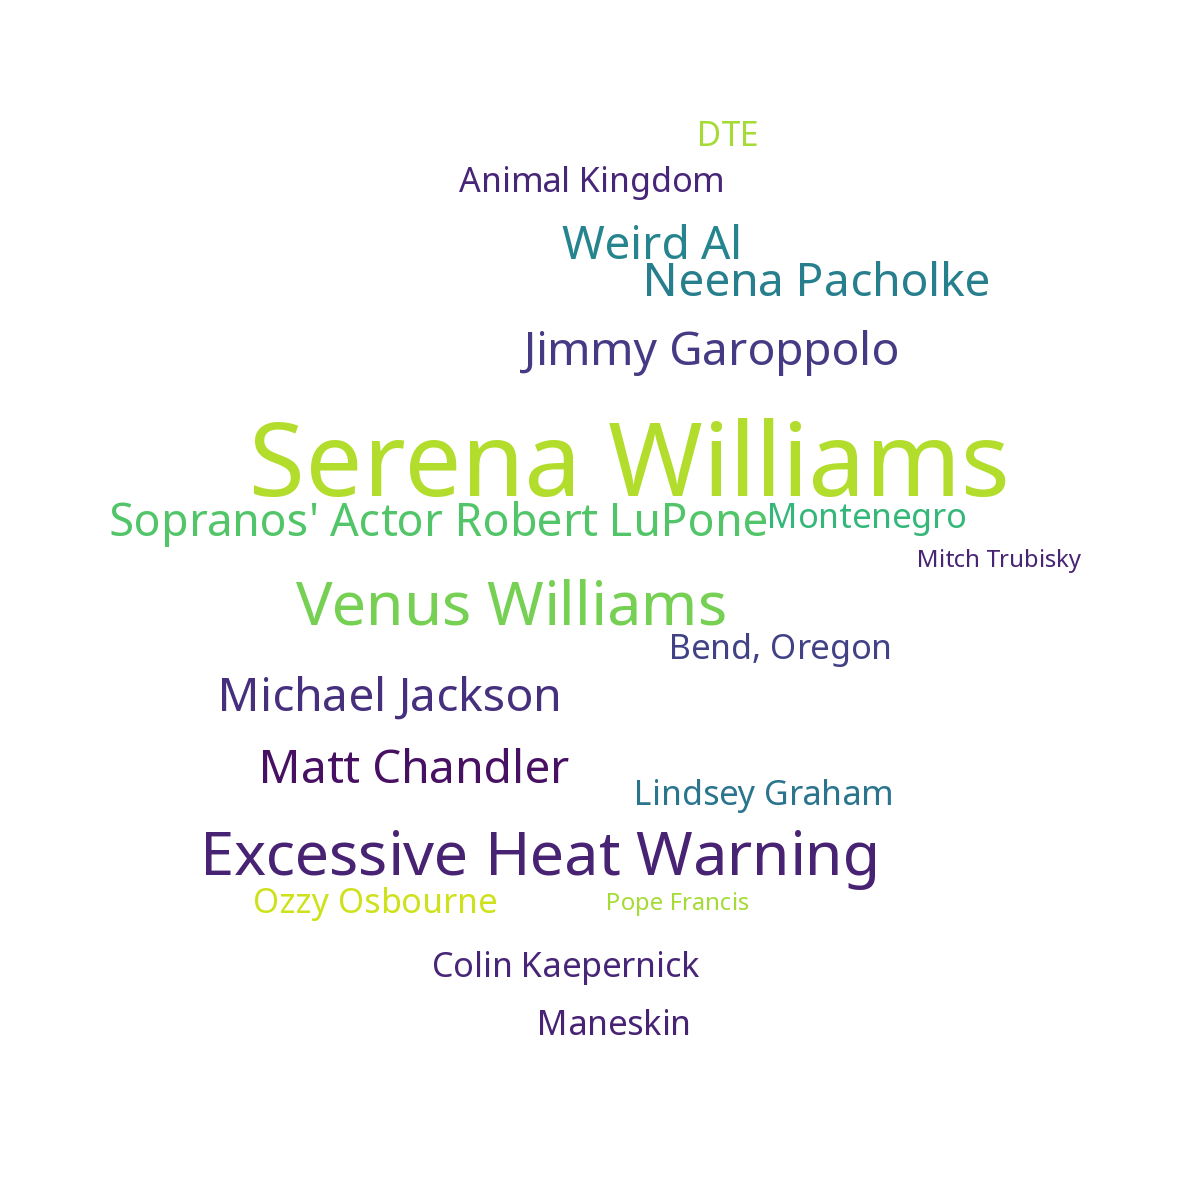 DTE
Animal Kingdom
Weird Al
Neena Pacholke
Jimmy Garoppolo
Serena Williams
Sopranos' Actor Robert LuPone
Montenegro
Mitch Trubisky
Venus Williams
Bend, Oregon
Michael Jackson
Matt Chandler
Lindsey Graham
Excessive Heat Warning
Ozzy Osbourne
Pope Francis
Colin Kaepernick
Maneskin